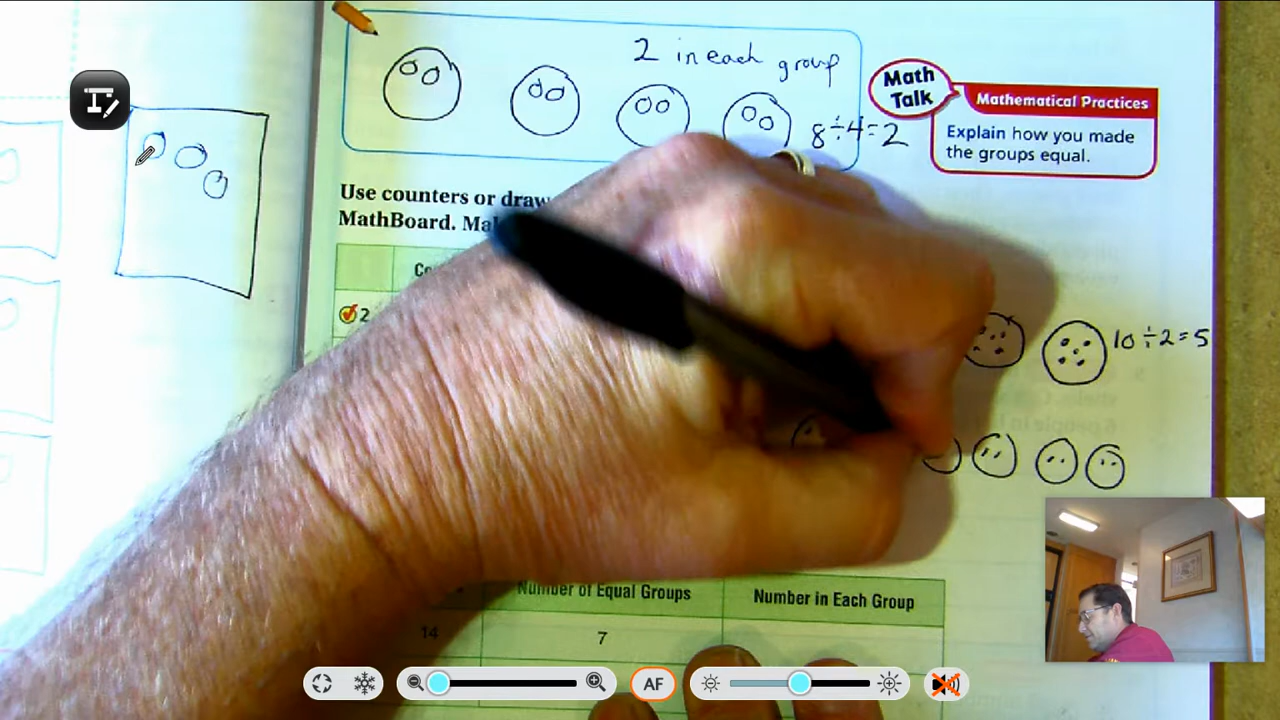 2 in each group
8÷4=2
Math
Talk
Mathematical Practices
Explain how you made
the groups equal.
Use counters or draw
MathBoard.
2
10÷2=5
Number of Equal Groups
Number in Each Group
14
7
AF